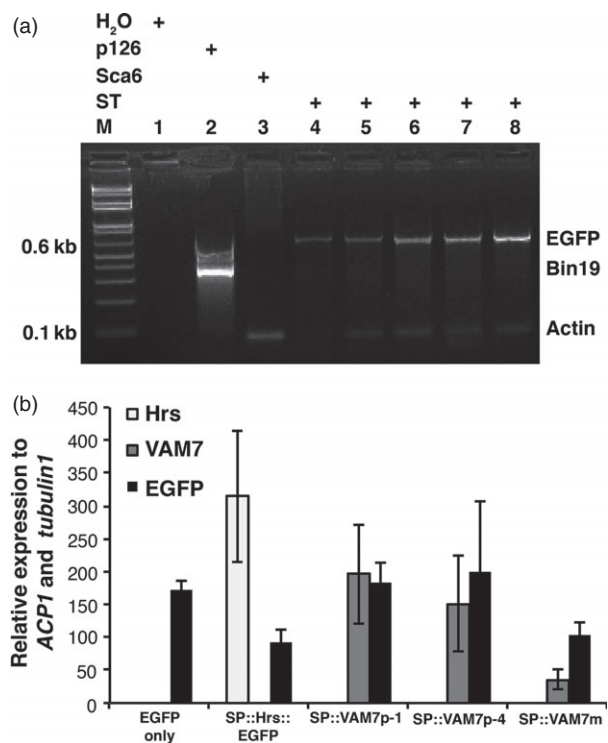 (a)
H₂O +
p126 +
Sca6 +
ST + + + + +
M 1 2 3 4 5 6 7 8
0.6 kb
0.1 kb
EGFP
Bin19
Actin
(b)
Relative expression to
ACP1 and tubulin1
450
400
350
300
250
200
150
100
50
0
Hrs
VAM7
EGFP
EGFP only
SP::Hrs::EGFP
SP::VAM7p-1
SP::VAM7p-4
SP::VAM7m